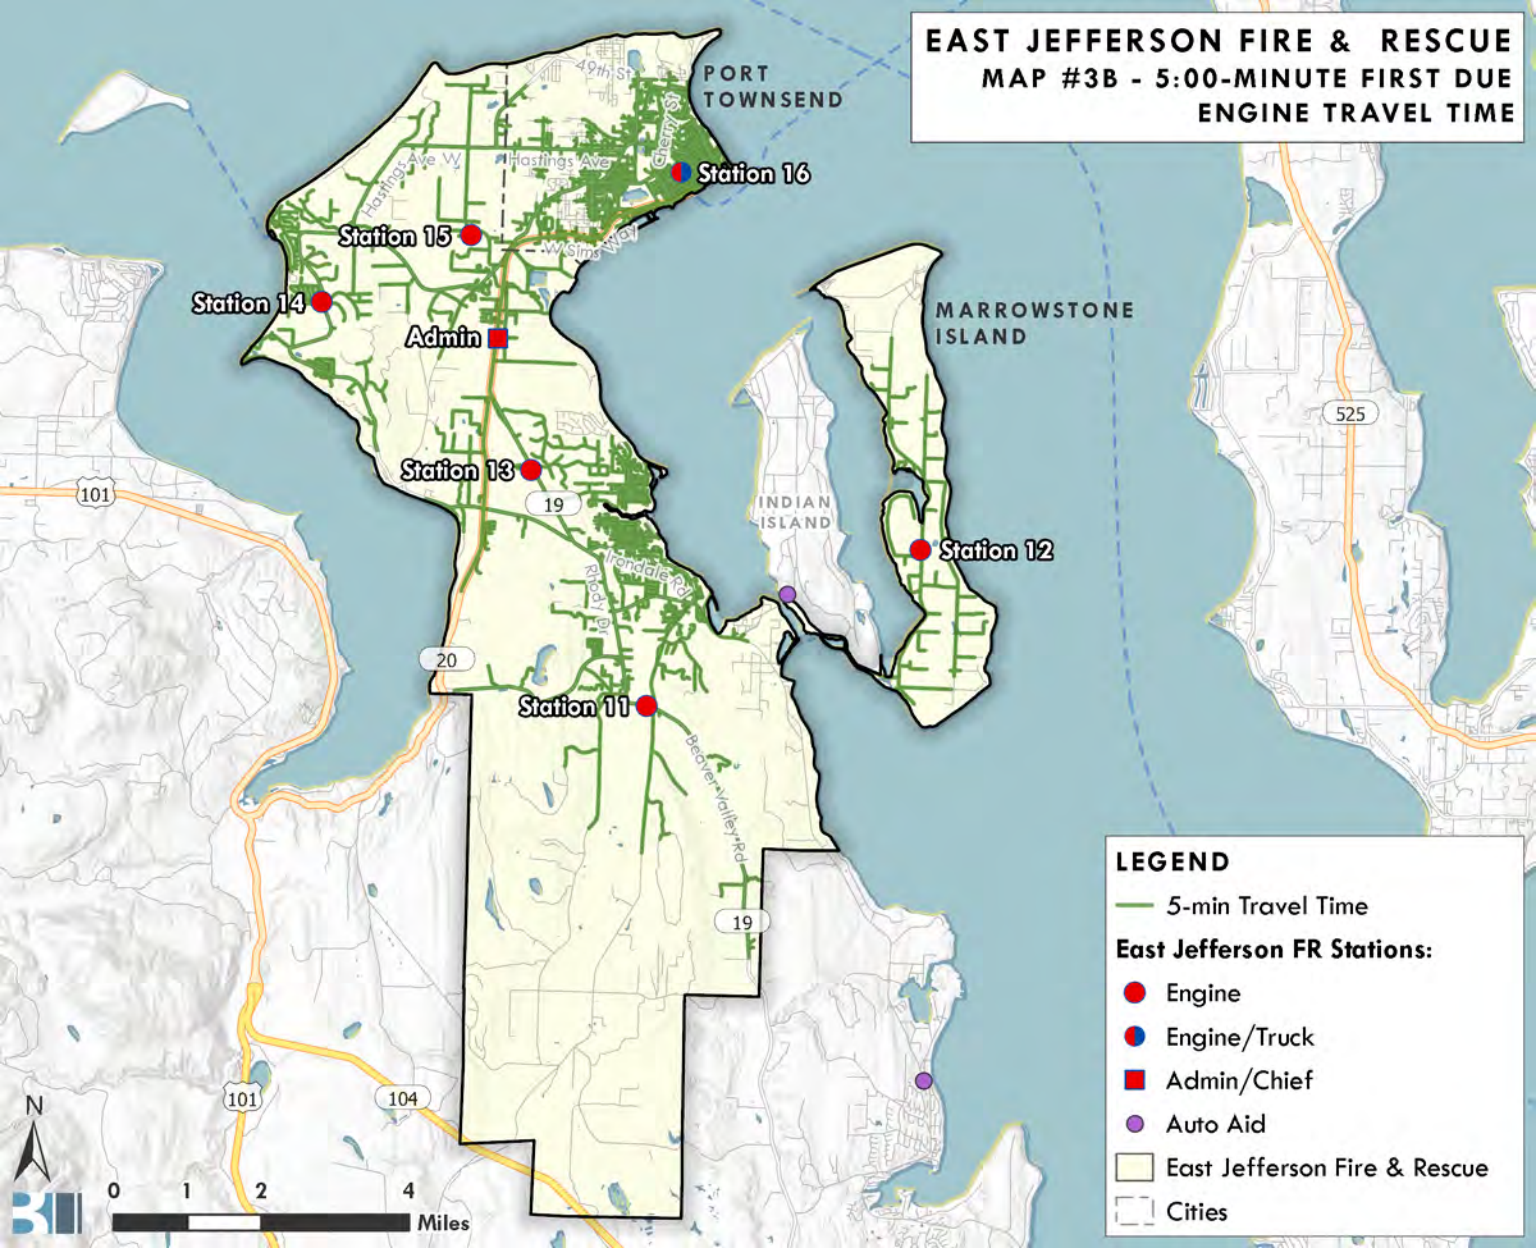 EAST JEFFERSON FIRE & RESCUE
MAP #3B - 5:00-MINUTE FIRST DUE
ENGINE TRAVEL TIME
49th St
PORT
TOWNSEND
Cherry St
Hastings Ave W
Hastings Ave
Station 16
Station 15
W Sims Way
Station 14
Admin
MARROWSTONE
ISLAND
525
Station 13
101
19
INDIAN
ISLAND
Station 12
Irondale Rd
Rhody Dr
20
Station 11
Beaver Valley Rd
19
101
104
N
0 1 2 4
Miles
LEGEND
5-min Travel Time
East Jefferson FR Stations:
Engine
Engine/Truck
Admin/Chief
Auto Aid
East Jefferson Fire & Rescue
Cities